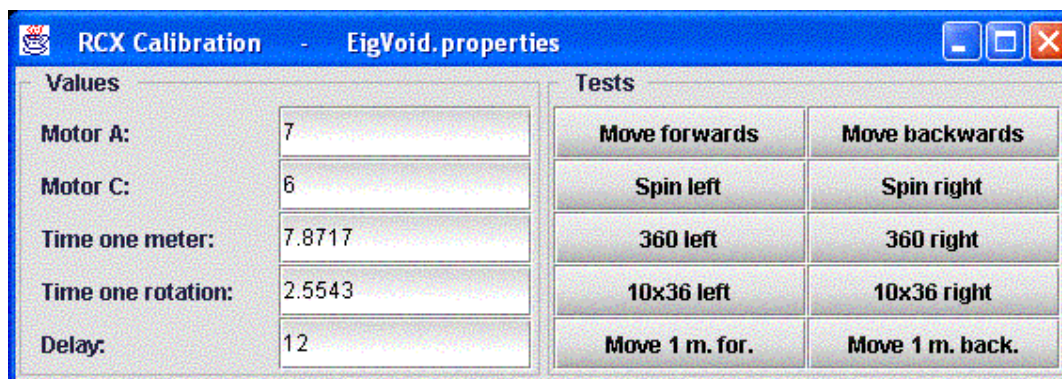 RCX Calibration - EigVoid.properties
Values
Motor A: 7
Motor C: 6
Time one meter: 7.8717
Time one rotation: 2.5543
Delay: 12
Tests
Move forwards Move backwards
Spin left Spin right
360 left 360 right
10x36 left 10x36 right
Move 1 m. for. Move 1 m. back.